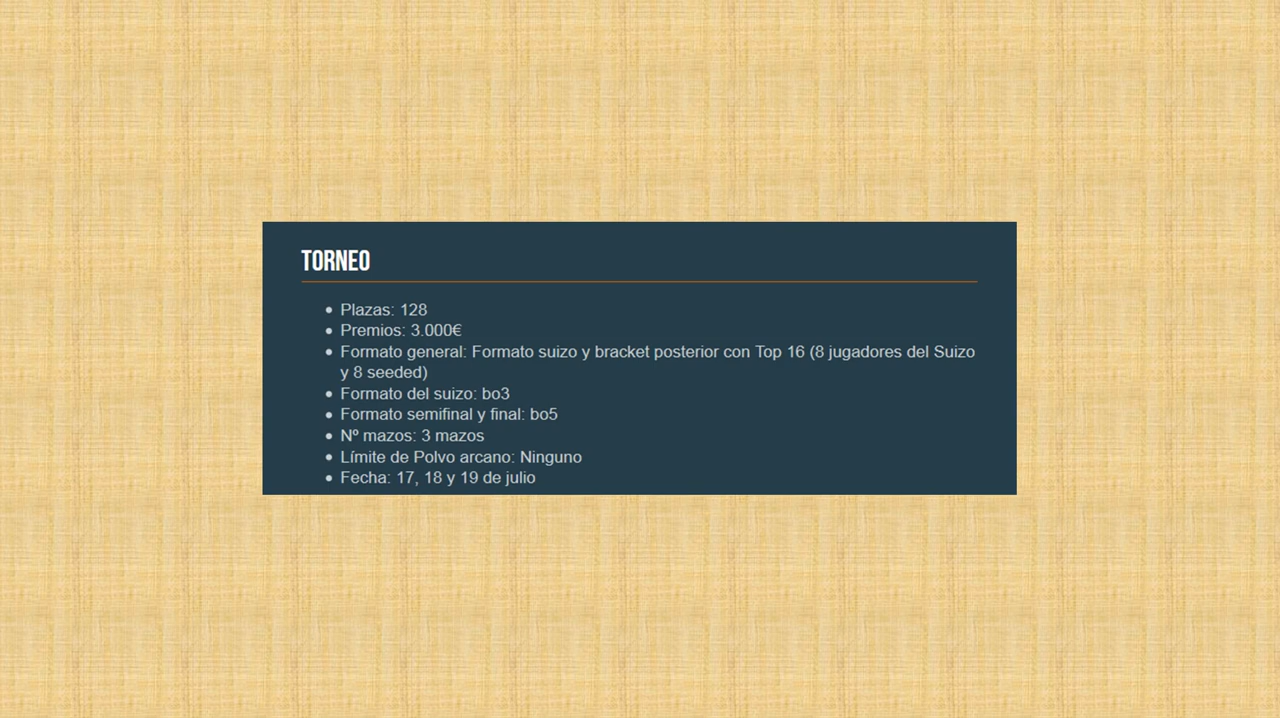 TORNEO
• Plazas: 128
• Premios: 3.000€
• Formato general: Formato suizo y bracket posterior con Top 16 (8 jugadores del Suizo
y 8 seeded)
• Formato del suizo: bo3
• Formato semifinal y final: bo5
• Nº mazos: 3 mazos
• Límite de Polvo arcano: Ninguno
• Fecha: 17, 18 y 19 de julio